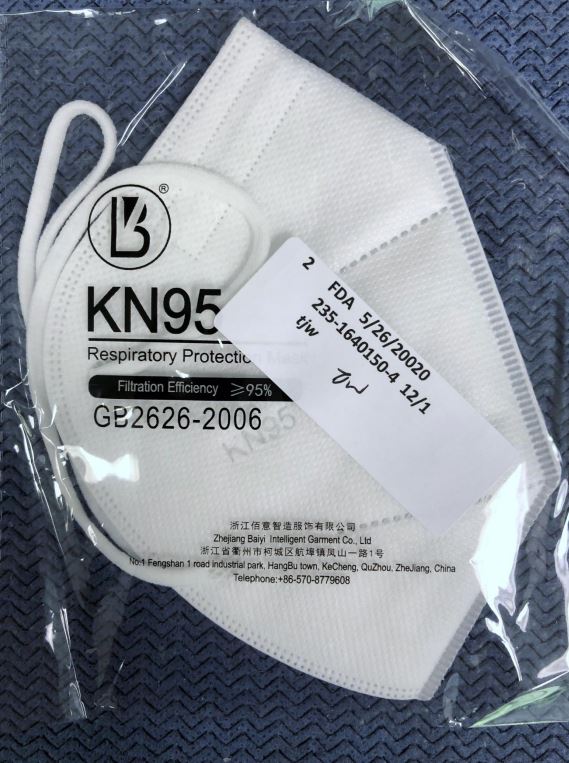 B ®
KN95
Respiratory Protection Mask
Filtration Efficiency ≥95%
GB2626-2006
2 FDA 5/26/20020
235-1640150-4 12/1
tjw
KN95
浙江佰意智造服饰有限公司
Zhejiang Baiyi Intelligent Garment Co., Ltd
浙江省衢州市柯城区航埠镇凤山一路1号
No:1 Fengshan 1 road industrial park, HangBu town, KeCheng, QuZhou, ZheJiang, China
Telephone:+86-570-8779608